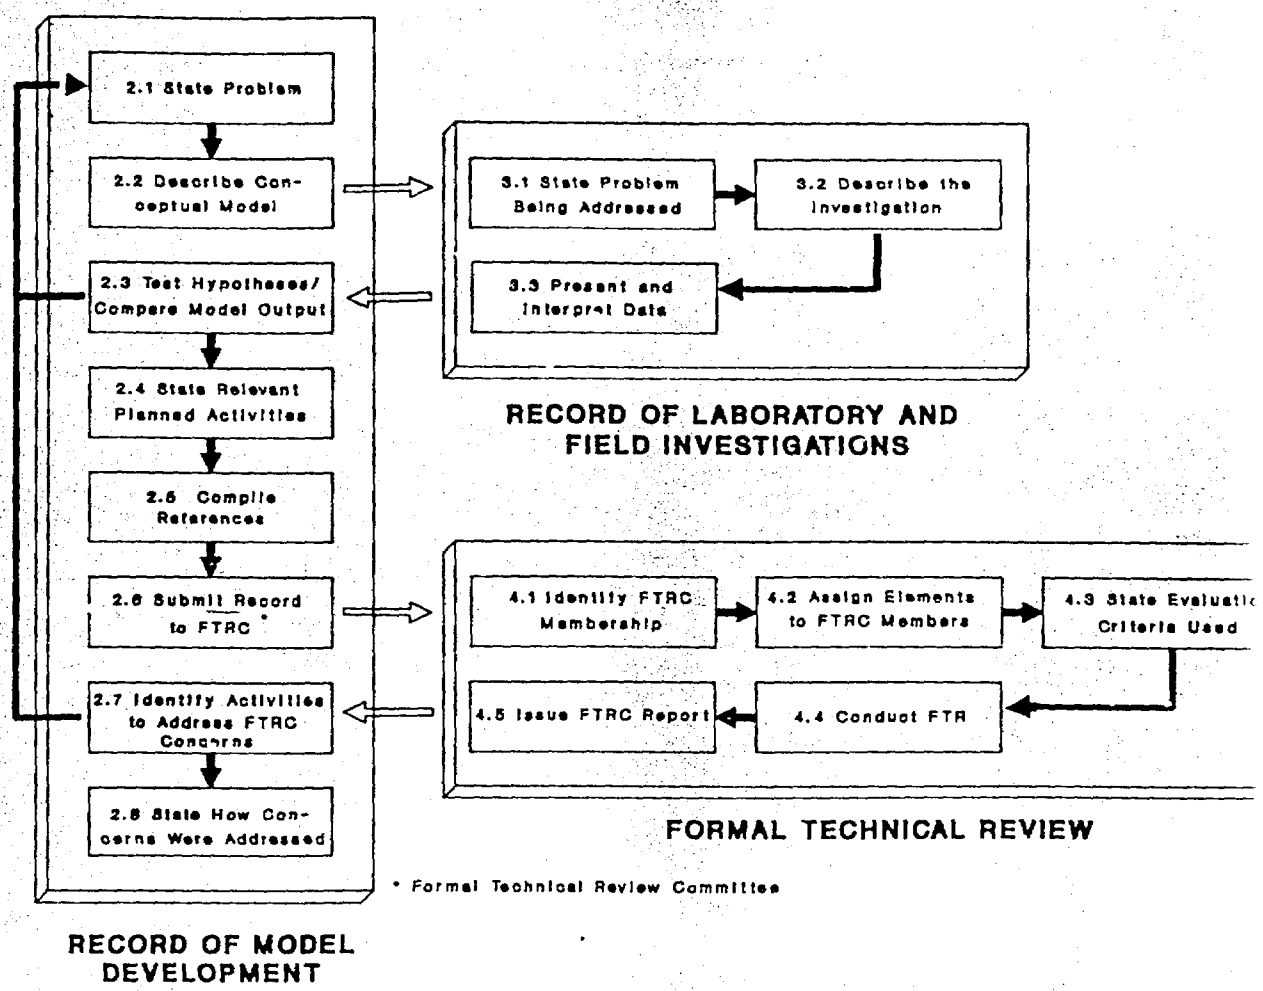 2.1 State Problem
2.2 Describe Con-
ceptual Model
2.3 Test Hypotheses/
Compare Model Output
2.4 State Relevant
Planned Activities
2.5 Compile
References
2.6 Submit Record
to FTRC *
2.7 Identify Activities
to Address FTRC
Concerns
2.8 State How Con-
cerns Were Addressed
RECORD OF MODEL
DEVELOPMENT
3.1 State Problem
Being Addressed
3.2 Describe the
Investigation
3.3 Present and
Interpret Data
RECORD OF LABORATORY AND
FIELD INVESTIGATIONS
4.1 Identify FTRC
Membership
4.2 Assign Elements
to FTRC Members
4.3 State Evaluatio
Criteria Used
4.4 Conduct FTR
4.5 Issue FTRC Report
FORMAL TECHNICAL REVIEW
* Formal Technical Review Committee